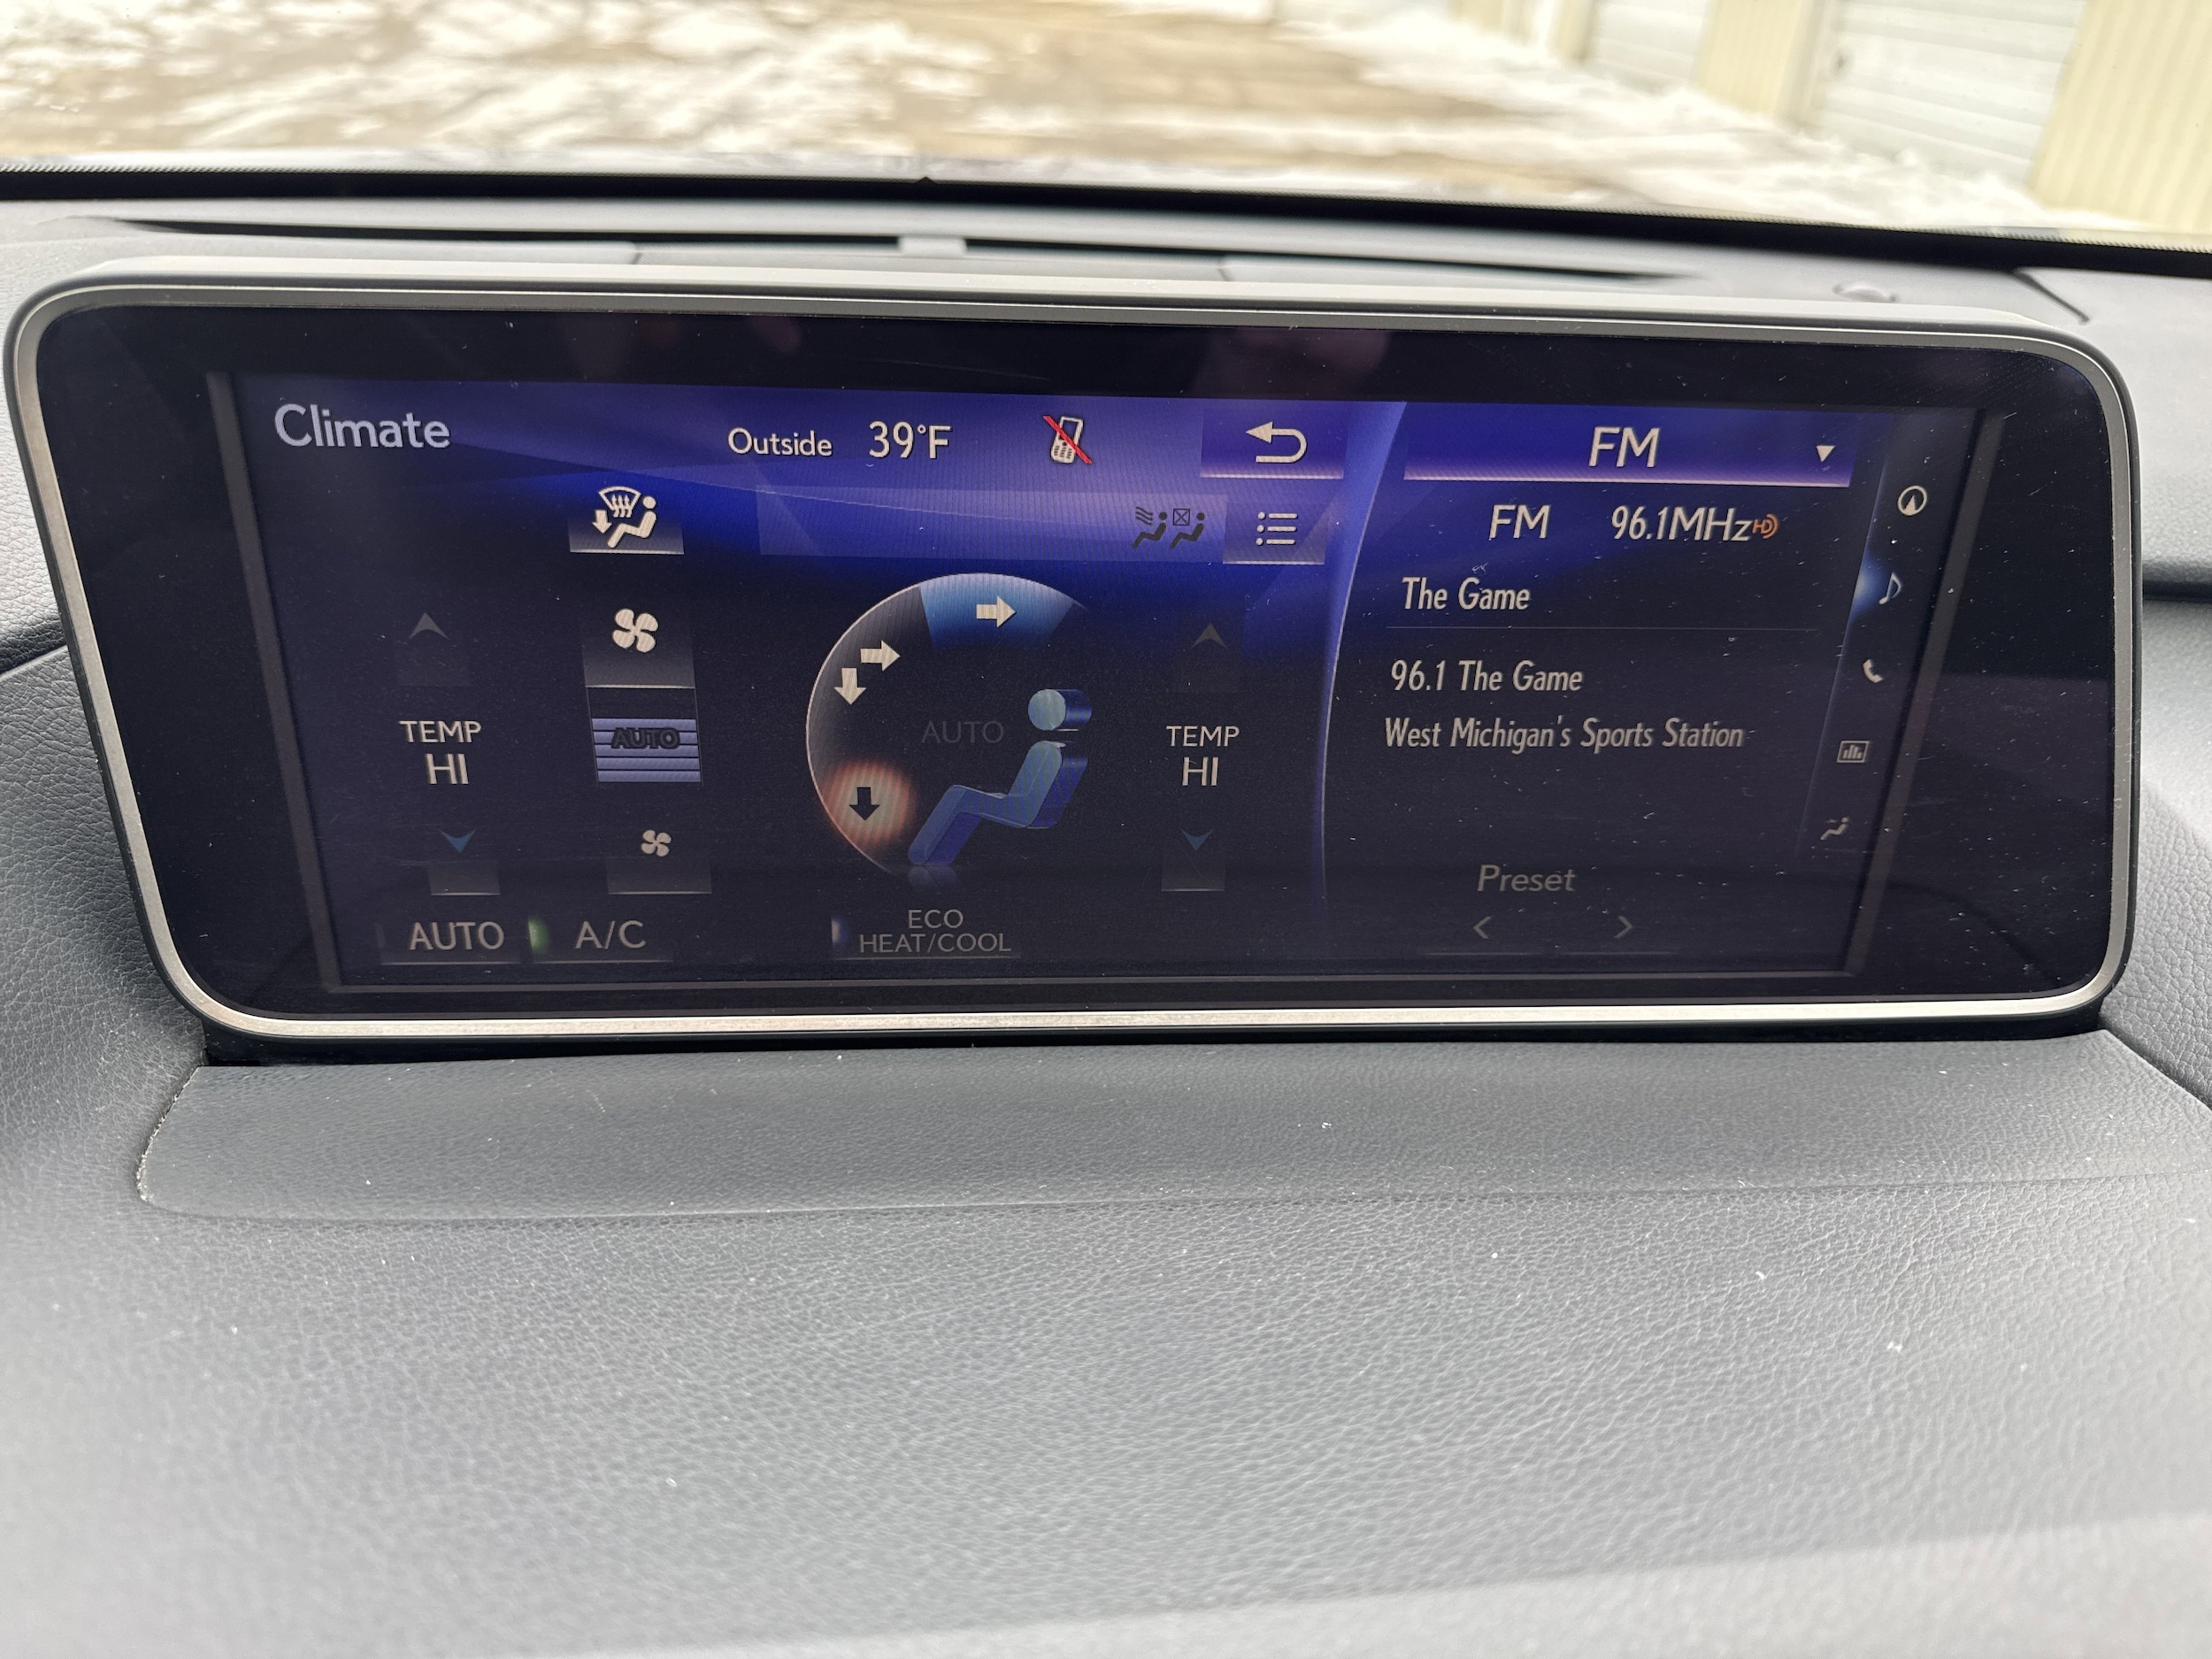 Climate
Outside 39°F
FM
FM 96.1MHz HD
The Game
96.1 The Game
West Michigan's Sports Station
TEMP
HI
AUTO
AUTO
TEMP
HI
Preset
AUTO
A/C
ECO
HEAT/COOL